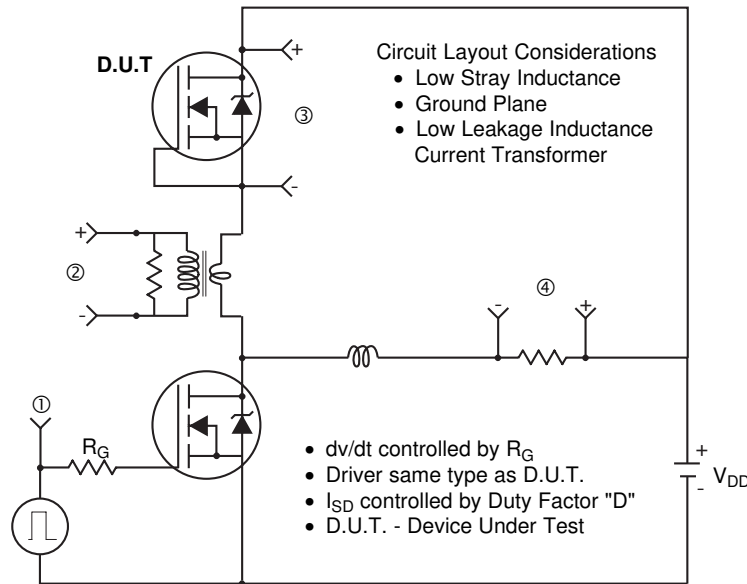 D.U.T
+
③
-
Circuit Layout Considerations
• Low Stray Inductance
• Ground Plane
• Low Leakage Inductance
Current Transformer
+
②
-
-
④
+
①
R_G
• dv/dt controlled by R_G
• Driver same type as D.U.T.
• I_SD controlled by Duty Factor "D"
• D.U.T. - Device Under Test
+
V_DD
-